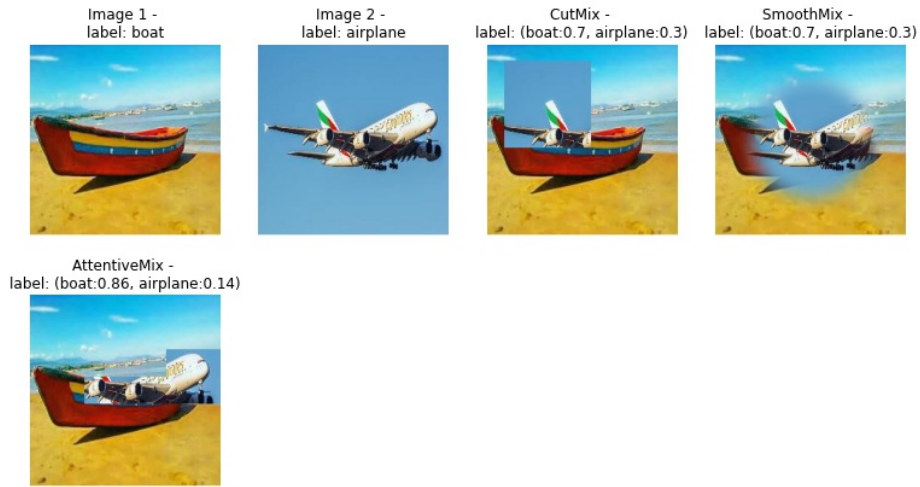 Image 1 -
label: boat
Image 2 -
label: airplane
CutMix -
label: (boat:0.7, airplane:0.3)
SmoothMix -
label: (boat:0.7, airplane:0.3)
AttentiveMix -
label: (boat:0.86, airplane:0.14)